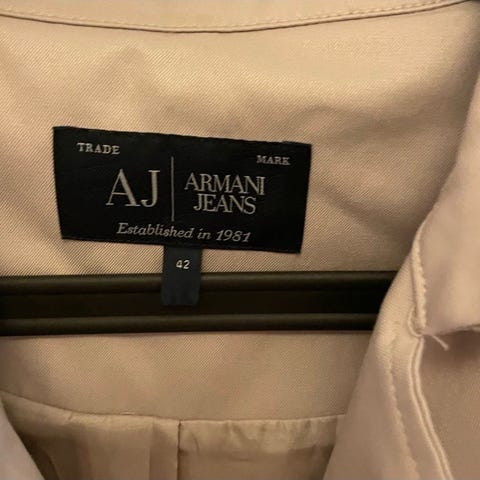 TRADE MARK
AJ ARMANI
JEANS
Established in 1981
42